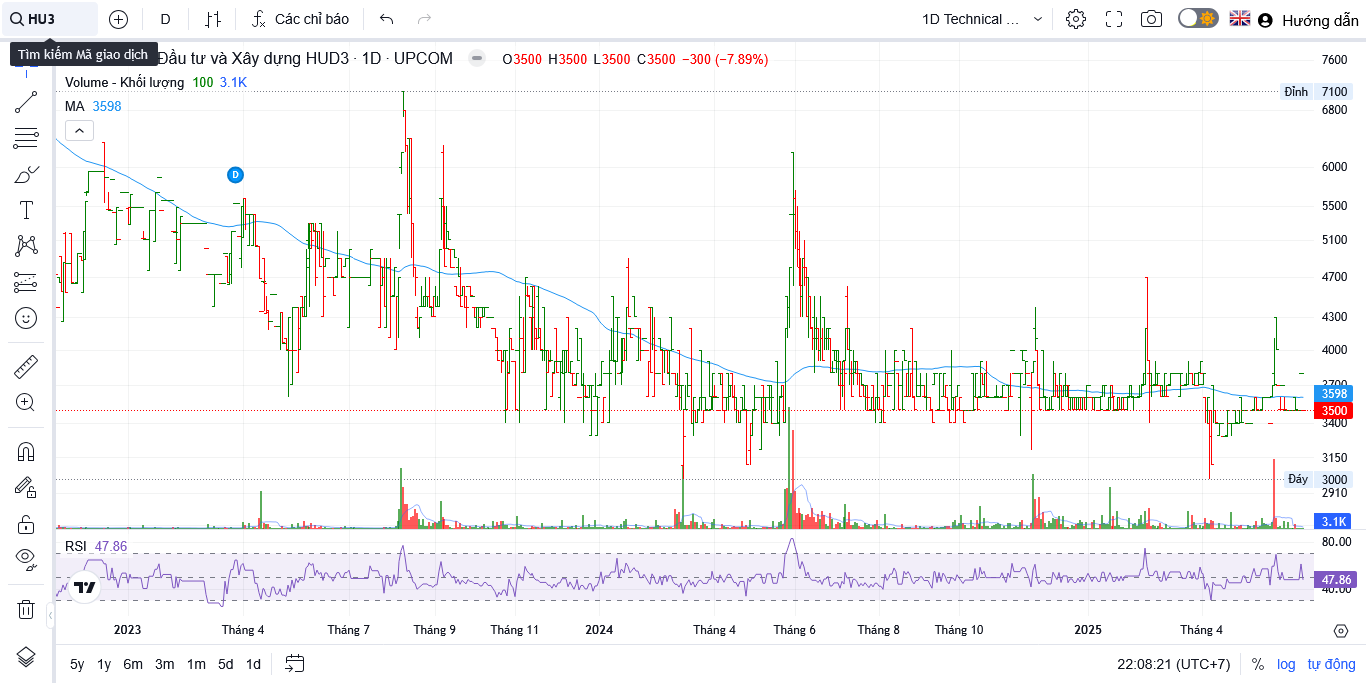 HU3 D Các chỉ báo 1D Technical ... Hướng dẫn
Tìm kiếm Mã giao dịch
Đầu tư và Xây dựng HUD3 · 1D · UPCOM O3500 H3500 L3500 C3500 −300 (−7.89%)
Volume - Khối lượng 100 3.1K
MA 3598
D
7600
Đỉnh 7100
6800
6000
5500
5100
4700
4300
4000
3700
3598
3500
3400
3150
Đáy 3000
2910
3.1K
RSI 47.86
80.00
47.86
40.00
2023 Tháng 4 Tháng 7 Tháng 9 Tháng 11 2024 Tháng 4 Tháng 6 Tháng 8 Tháng 10 2025 Tháng 4
5y 1y 6m 3m 1m 5d 1d 22:08:21 (UTC+7) % log tự động